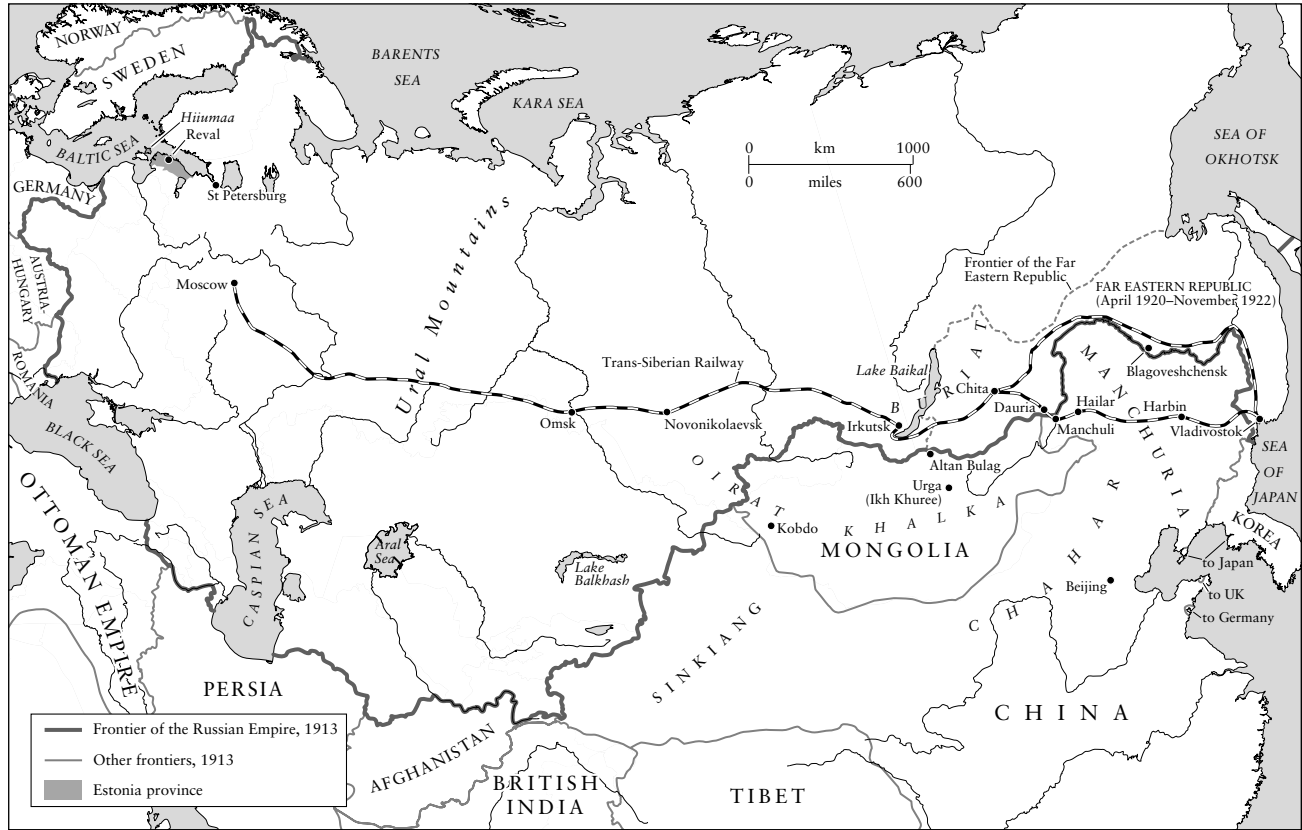 NORWAY
SWEDEN
BARENTS
SEA
KARA SEA
Hiiumaa
Reval
BALTIC SEA
GERMANY
St Petersburg
0 km 1000
0 miles 600
SEA OF
OKHOTSK
Ural Mountains
AUSTRIA-
HUNGARY
Moscow
Frontier of the Far
Eastern Republic
FAR EASTERN REPUBLIC
(April 1920–November 1922)
ROMANIA
Trans-Siberian Railway
Lake Baikal
BURIAT
MANCHURIA
Blagoveshchensk
Chita
Dauria
Hailar
Harbin
Omsk
Novonikolaevsk
Irkutsk
Manchuli
Vladivostok
BLACK SEA
OIRAT
Altan Bulag
Urga
(Ikh Khuree)
SEA
OF
JAPAN
OTTOMAN EMPIRE
CASPIAN SEA
Aral
Sea
Kobdo
KHALKA
MONGOLIA
CHAHAR
KOREA
Lake
Balkhash
Beijing
to Japan
to UK
to Germany
SINKIANG
PERSIA
CHINA
AFGHANISTAN
BRITISH
INDIA
TIBET
Frontier of the Russian Empire, 1913
Other frontiers, 1913
Estonia province